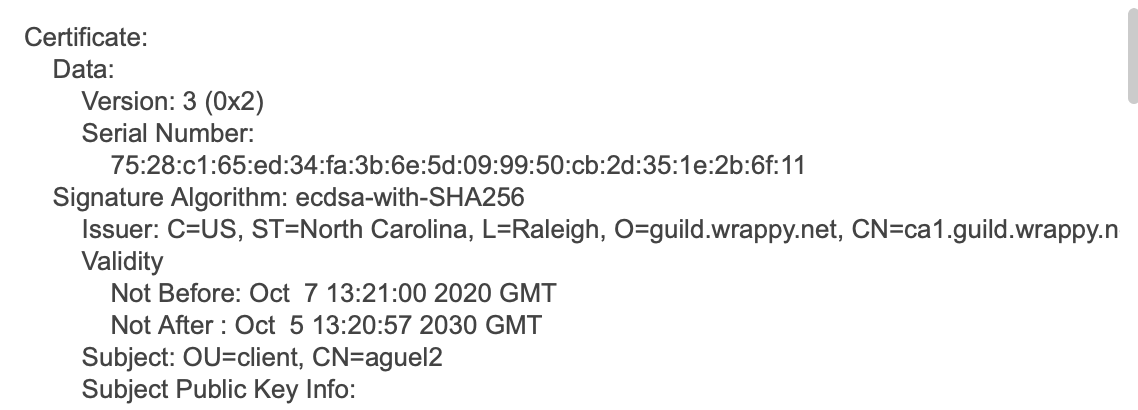 Certificate:
Data:
Version: 3 (0x2)
Serial Number:
75:28:c1:65:ed:34:fa:3b:6e:5d:09:99:50:cb:2d:35:1e:2b:6f:11
Signature Algorithm: ecdsa-with-SHA256
Issuer: C=US, ST=North Carolina, L=Raleigh, O=guild.wrappy.net, CN=ca1.guild.wrappy.n
Validity
Not Before: Oct  7 13:21:00 2020 GMT
Not After : Oct  5 13:20:57 2030 GMT
Subject: OU=client, CN=aguel2
Subject Public Key Info: